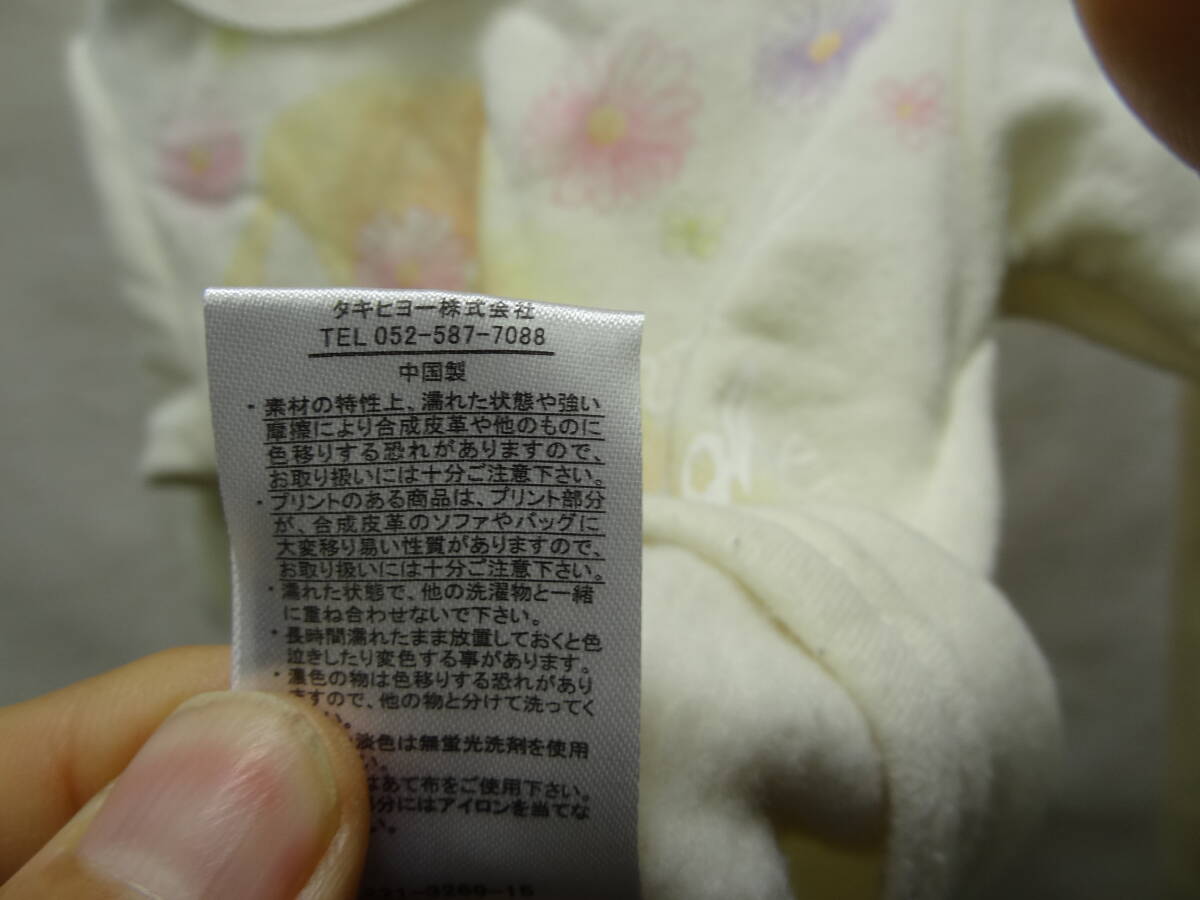 タキヒヨー株式会社
TEL 052-587-7088
中国製
・素材の特性上、濡れた状態や強い
摩擦により合成皮革や他のものに
色移りする恐れがありますので、
お取り扱いには十分ご注意下さい。
・プリントのある商品は、プリント部分
が、合成皮革のソファやバッグに
大変移り易い性質がありますので、
お取り扱いには十分ご注意下さい。
・濡れた状態で、他の洗濯物と一緒
に重ね合わせないで下さい。
・長時間濡れたまま放置しておくと色
泣きしたり変色する事があります。
・濃色の物は色移りする恐れがあり
ますので、他の物と分けて洗ってく
い。
淡色は無蛍光洗剤を使用
い。
はあて布をご使用下さい。
部分にはアイロンを当てな
い。